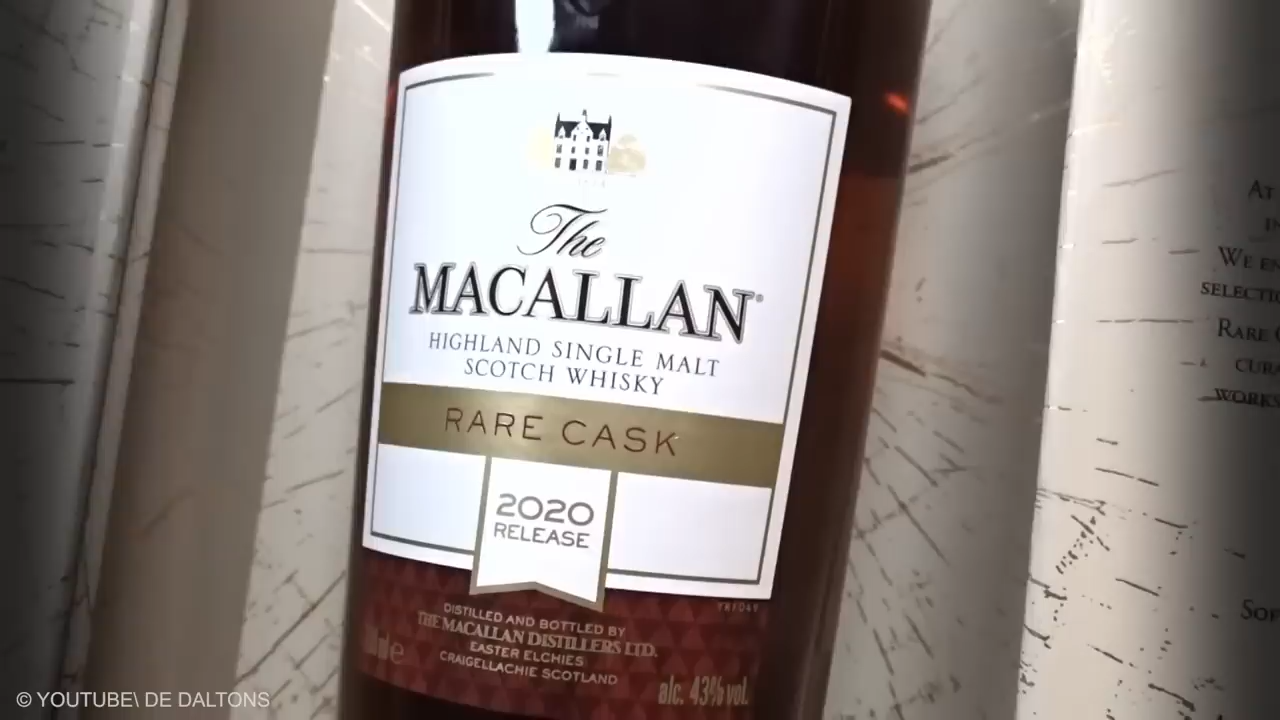 The
MACALLAN®
HIGHLAND SINGLE MALT
SCOTCH WHISKY
RARE CASK
2020
RELEASE
DISTILLED AND BOTTLED BY
THE MACALLAN DISTILLERS LTD.
EASTER ELCHIES
CRAIGELLACHIE SCOTLAND
alc. 43% vol.
WE
RARE
© YOUTUBE\ DE DALTONS